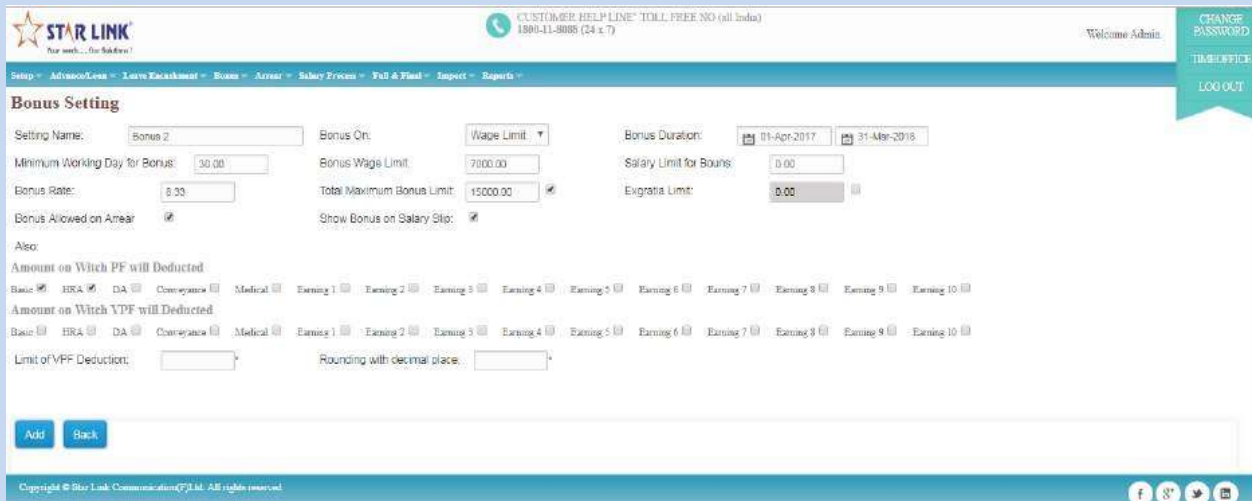 STAR LINK
Your work.... Our Solutions !
CUSTOMER HELP LINE" TOLL FREE NO (all India)
1800-11-8086 (24 x 7)
Welcome Admin
CHANGE PASSWORD
TIMEOFFICE
LOG OUT
Setup Advance/Loan Leave Encashment Bonus Arrear Salary Process Full & Final Import Reports
Bonus Setting
Setting Name: Bonus 2 Bonus On: Wage Limit Bonus Duration: 01-Apr-2017 31-Mar-2018
Minimum Working Day for Bonus: 30.00 Bonus Wage Limit: 7000.00 Salary Limit for Bouns: 0.00
Bonus Rate: 8.33 Total Maximum Bonus Limit: 15000.00 Exgratia Limit: 0.00
Bonus Allowed on Arrear Show Bonus on Salary Slip:
Also:
Amount on Witch PF will Deducted
Basic HRA DA Conveyance Medical Earning 1 Earning 2 Earning 3 Earning 4 Earning 5 Earning 6 Earning 7 Earning 8 Earning 9 Earning 10
Amount on Witch VPF will Deducted
Basic HRA DA Conveyance Medical Earning 1 Earning 2 Earning 3 Earning 4 Earning 5 Earning 6 Earning 7 Earning 8 Earning 9 Earning 10
Limit of VPF Deduction: * Rounding with decimal place: *
Add Back
Copyright © Star Link Communication(P)Ltd. All rights reserved